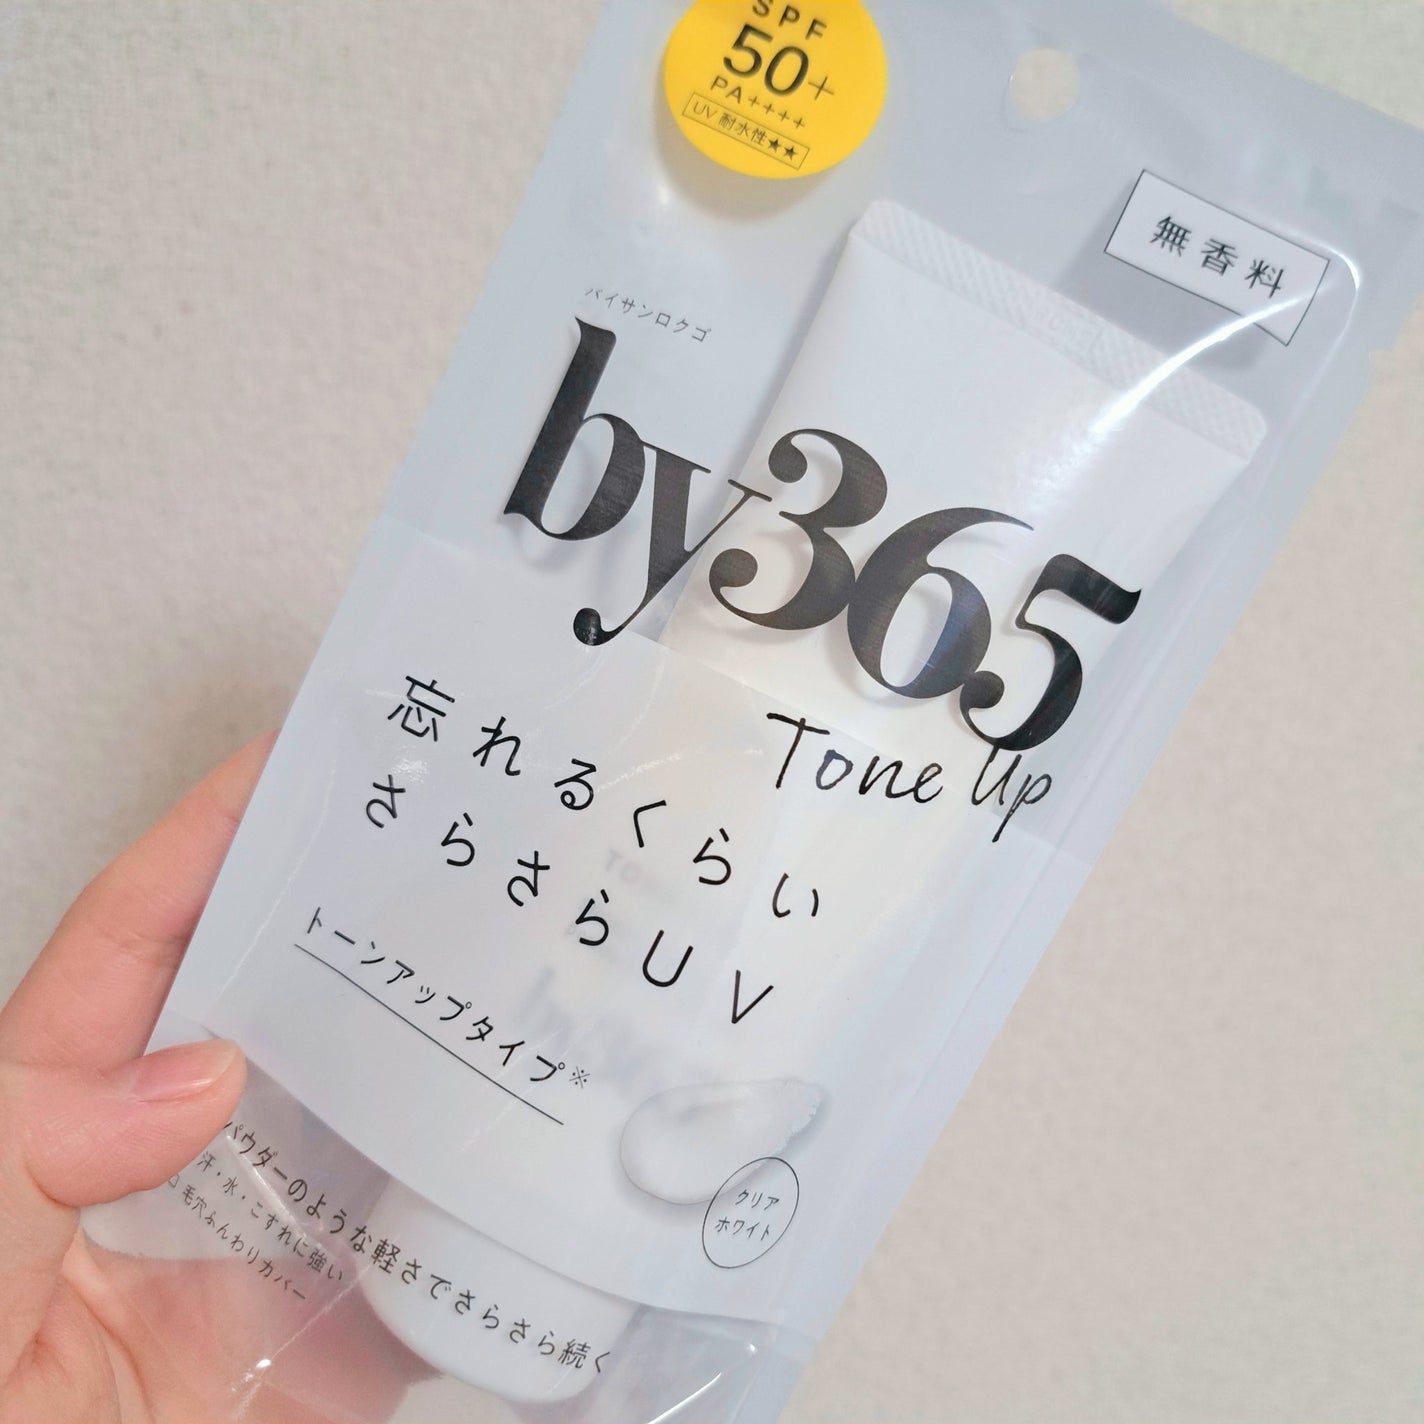 SPF
50+
PA++++
UV 耐水性★★
無香料
バイサンロクゴ
by365
Tone Up
忘れるくらい
さらさらUV
トーンアップタイプ※
クリア
ホワイト
パウダーのような軽さでさらさら続く
汗・水・こすれに強い
毛穴ふんわりカバー